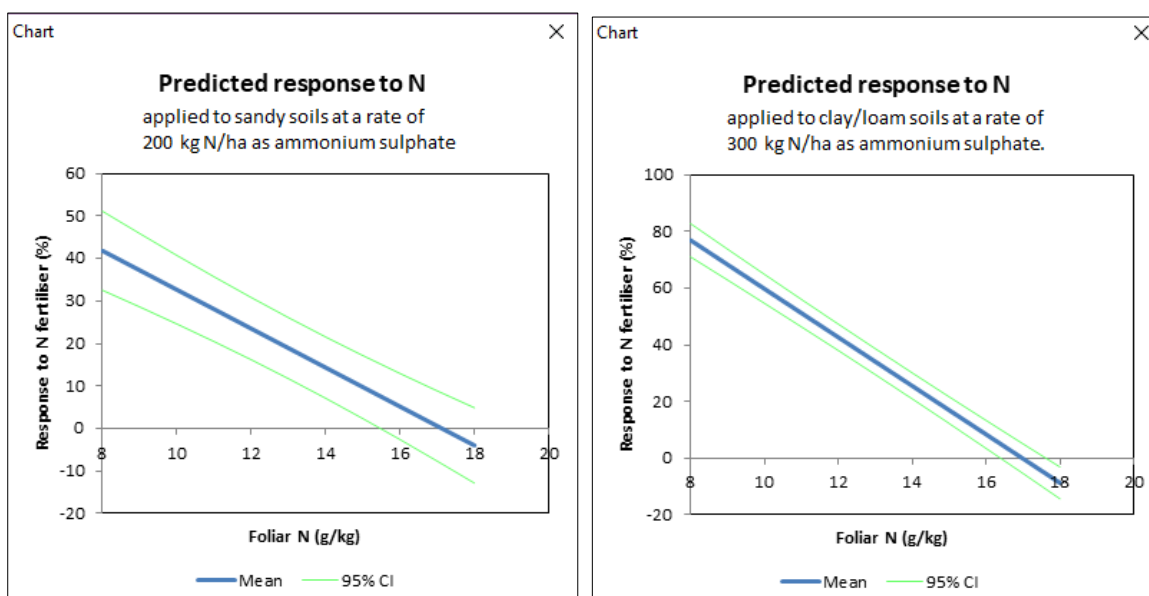 Chart
Predicted response to N
applied to sandy soils at a rate of
200 kg N/ha as ammonium sulphate
60
50
40
30
20
10
0
-10
-20
8
10
12
14
16
18
20
Response to N fertiliser (%)
Foliar N (g/kg)
Mean
95% CI
Chart
Predicted response to N
applied to clay/loam soils at a rate of
300 kg N/ha as ammonium sulphate.
100
80
60
40
20
0
-20
8
10
12
14
16
18
20
Response to N fertiliser (%)
Foliar N (g/kg)
Mean
95% CI